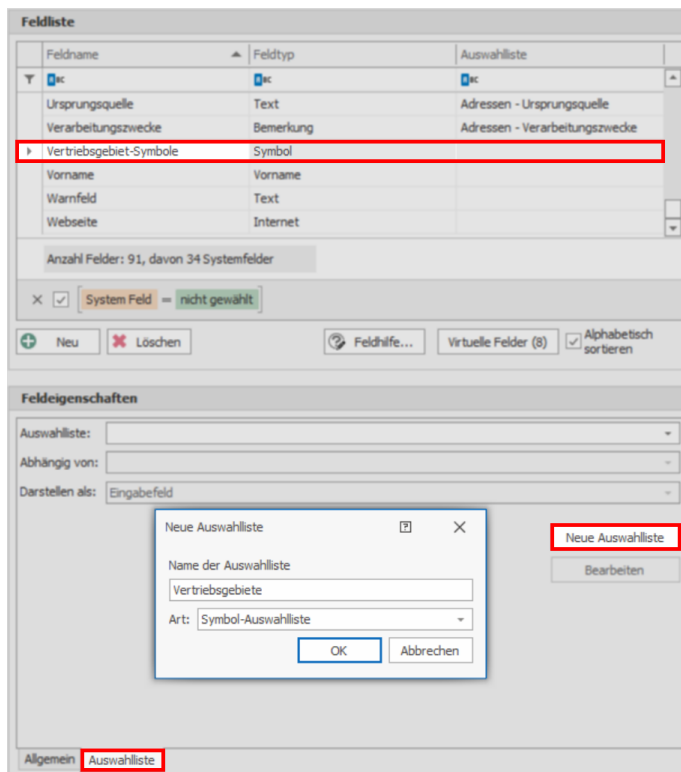 Feldliste
Feldname Feldtyp Auswahlliste
Ursprungsquelle Text Adressen - Ursprungsquelle
Verarbeitungszwecke Bemerkung Adressen - Verarbeitungszwecke
Vertriebsgebiet-Symbole Symbol
Vorname Vorname
Warnfeld Text
Webseite Internet
Anzahl Felder: 91, davon 34 Systemfelder
System Feld = nicht gewählt
Neu Löschen Feldhilfe... Virtuelle Felder (8) Alphabetisch
sortieren
Feldeigenschaften
Auswahlliste:
Abhängig von:
Darstellen als: Eingabefeld
Neue Auswahlliste
Neue Auswahlliste
Name der Auswahlliste
Bearbeiten
Vertriebsgebiete
Art: Symbol-Auswahlliste
OK Abbrechen
Allgemein Auswahlliste